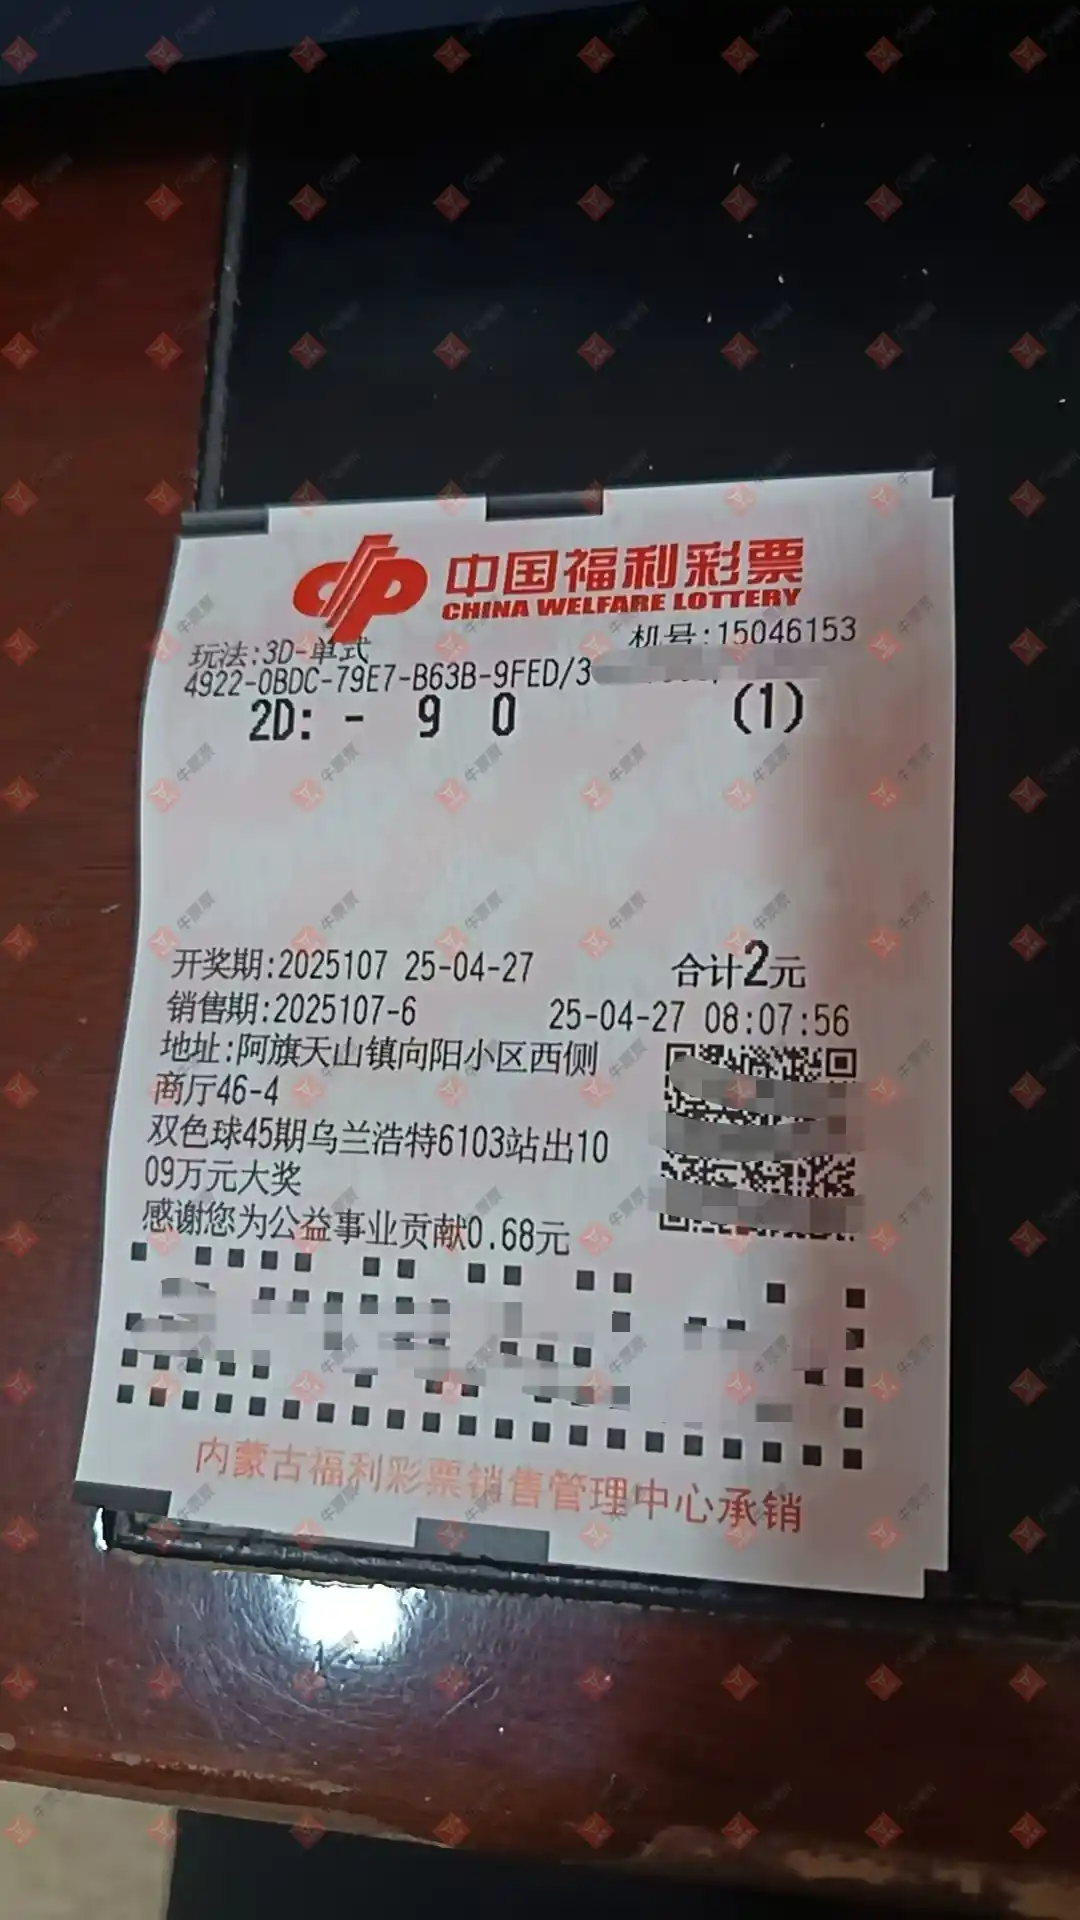 中国福利彩票
CHINA WELFARE LOTTERY
玩法:3D-单式 机号:15046153
4922-0BDC-79E7-B63B-9FED/3
2D: - 9 0 (1)
开奖期:2025107 25-04-27 合计2元
销售期:2025107-6 25-04-27 08:07:56
地址:阿旗天山镇向阳小区西侧
商厅46-4
双色球45期乌兰浩特6103站出10
09万元大奖
感谢您为公益事业贡献0.68元
内蒙古福利彩票销售管理中心承销
牛票票